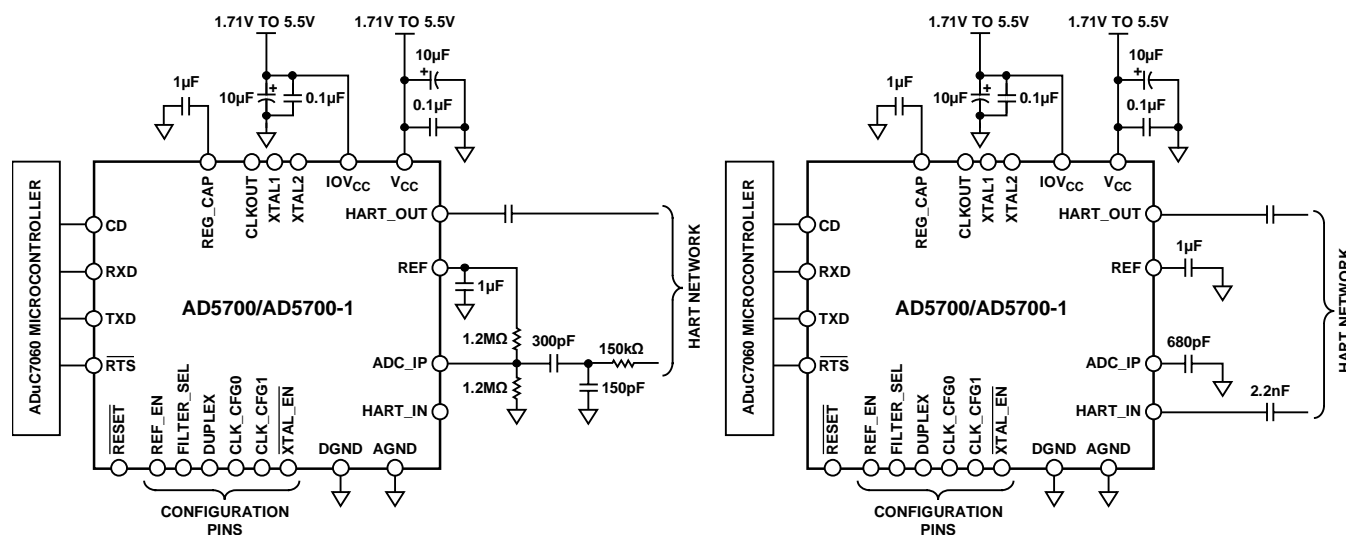 1.71V TO 5.5V
1.71V TO 5.5V
10µF
1µF
10µF
0.1µF
0.1µF
ADuC7060 MICROCONTROLLER
REG_CAP
CLKOUT
XTAL1
XTAL2
IOVCC
VCC
CD
RXD
TXD
RTS
AD5700/AD5700-1
HART_OUT
REF
ADC_IP
HART_IN
1µF
1.2MΩ
300pF
150kΩ
1.2MΩ
150pF
HART NETWORK
RESET
REF_EN
FILTER_SEL
DUPLEX
CLK_CFG0
CLK_CFG1
XTAL_EN
DGND
AGND
CONFIGURATION
PINS
1.71V TO 5.5V
1.71V TO 5.5V
10µF
1µF
10µF
0.1µF
0.1µF
ADuC7060 MICROCONTROLLER
REG_CAP
CLKOUT
XTAL1
XTAL2
IOVCC
VCC
CD
RXD
TXD
RTS
AD5700/AD5700-1
HART_OUT
REF
ADC_IP
HART_IN
1µF
680pF
2.2nF
HART NETWORK
RESET
REF_EN
FILTER_SEL
DUPLEX
CLK_CFG0
CLK_CFG1
XTAL_EN
DGND
AGND
CONFIGURATION
PINS